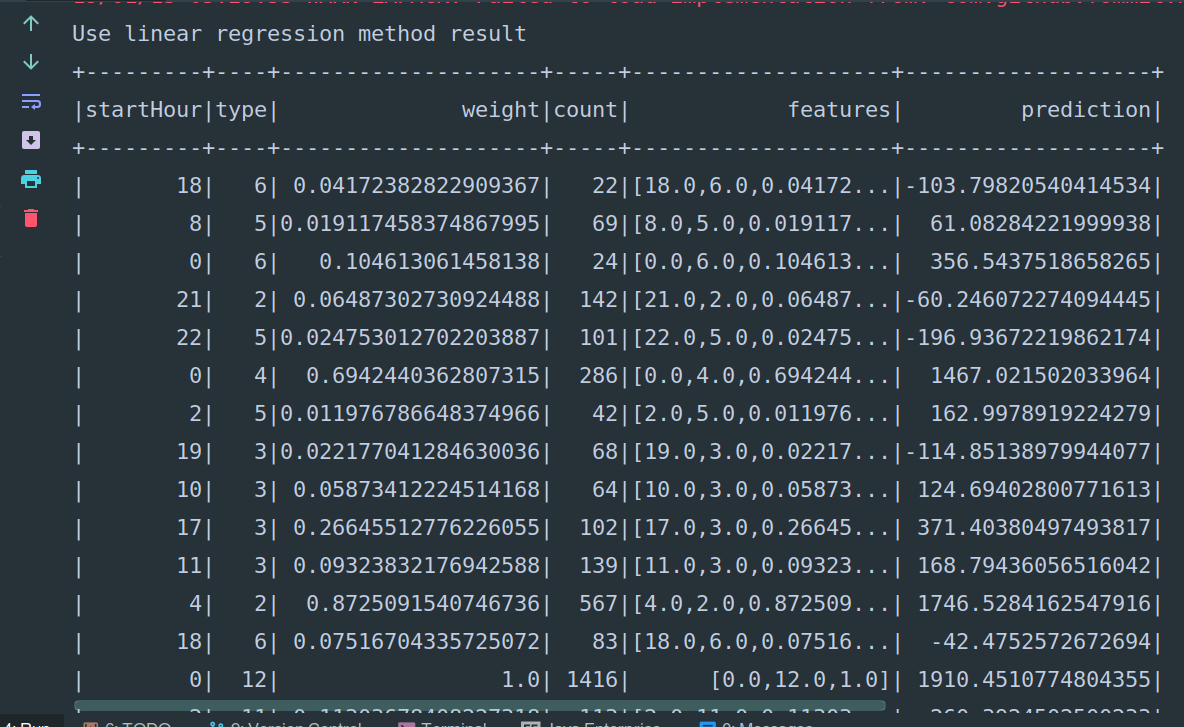 Use linear regression method result
+---------+----+--------------------+-----+--------------------+-------------------+
|startHour|type|              weight|count|            features|         prediction|
+---------+----+--------------------+-----+--------------------+-------------------+
|       18|   6| 0.04172382822909367|   22|[18.0,6.0,0.04172...|-103.79820540414534|
|        8|   5|0.019117458374867995|   69|[8.0,5.0,0.019117...|  61.08284221999938|
|        0|   6|   0.104613061458138|   24|[0.0,6.0,0.104613...|  356.5437518658265|
|       21|   2| 0.06487302730924488|  142|[21.0,2.0,0.06487...|-60.246072274094445|
|       22|   5|0.024753012702203887|  101|[22.0,5.0,0.02475...|-196.93672219862174|
|        0|   4|  0.6942440362807315|  286|[0.0,4.0,0.694244...|  1467.021502033964|
|        2|   5|0.011976786648374966|   42|[2.0,5.0,0.011976...|  162.9978919224279|
|       19|   3|0.022177041284630036|   68|[19.0,3.0,0.02217...|-114.85138979944077|
|       10|   3| 0.05873412224514168|   64|[10.0,3.0,0.05873...| 124.69402800771613|
|       17|   3| 0.26645512776226055|  102|[17.0,3.0,0.26645...| 371.40380497493817|
|       11|   3| 0.09323832176942588|  139|[11.0,3.0,0.09323...| 168.79436056516042|
|        4|   2|  0.8725091540746736|  567|[4.0,2.0,0.872509...| 1746.5284162547916|
|       18|   6| 0.07516704335725072|   83|[18.0,6.0,0.07516...|  -42.4752572672694|
|        0|  12|                 1.0| 1416|      [0.0,12.0,1.0]| 1910.4510774804355|
4: Run 6: TODO 9: Version Control Terminal Java Enterprise 0: Messages